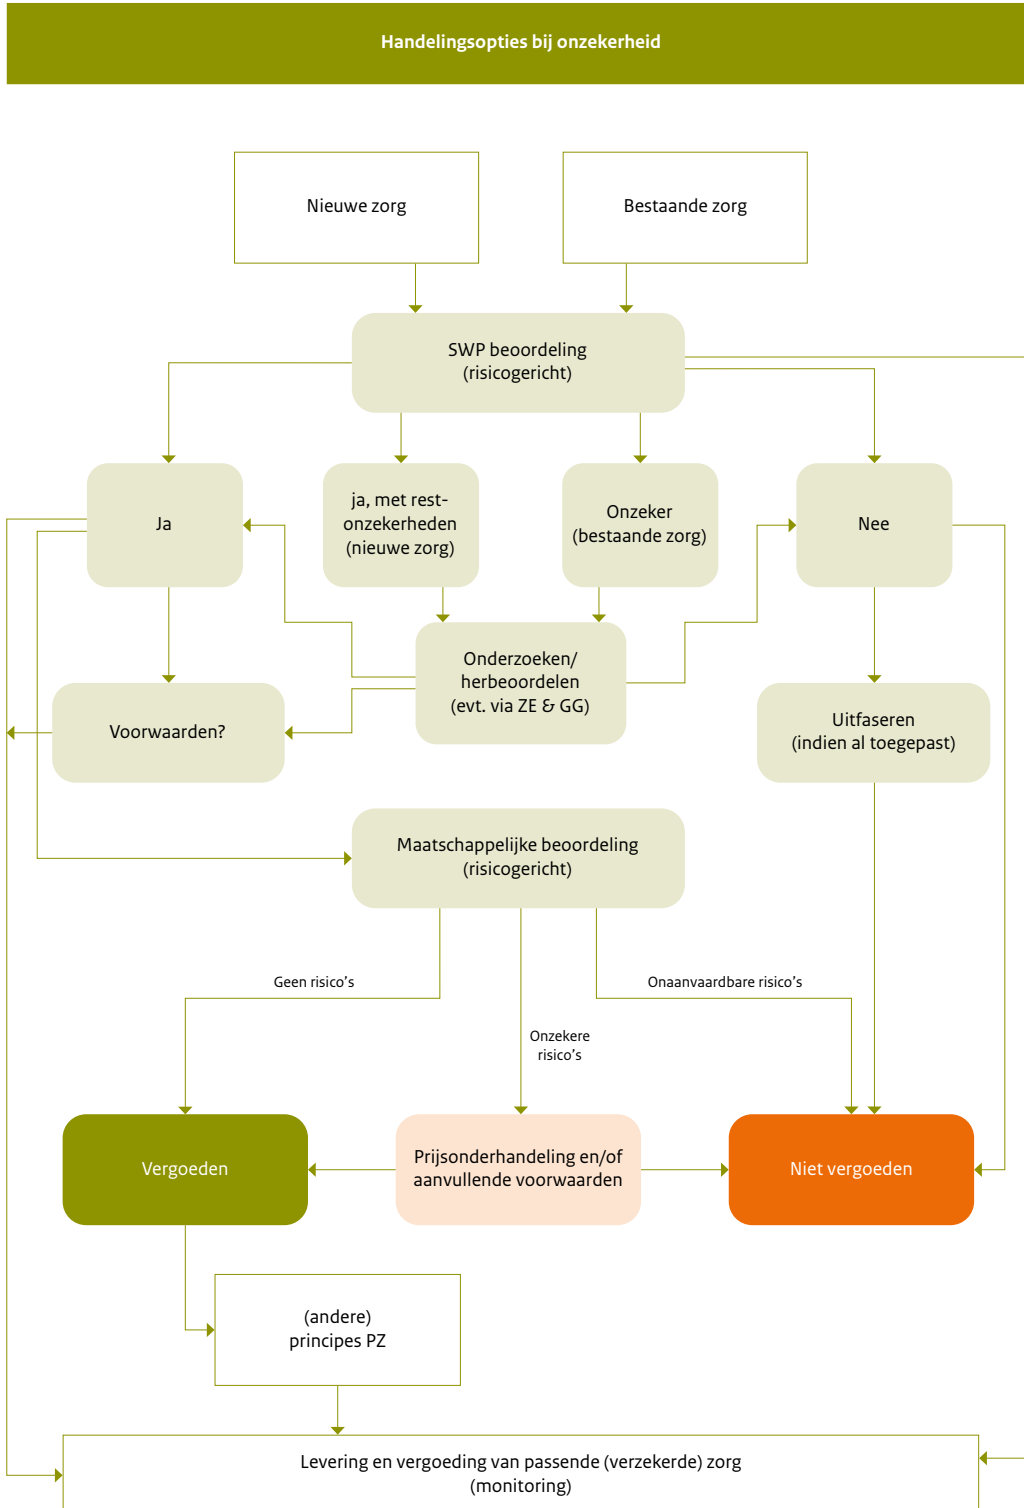 Handelingsopties bij onzekerheid
Nieuwe zorg
Bestaande zorg
SWP beoordeling
(risicogericht)
Ja
ja, met rest-
onzekerheden
(nieuwe zorg)
Onzeker
(bestaande zorg)
Nee
Onderzoeken/
herbeoordelen
(evt. via ZE & GG)
Voorwaarden?
Uitfaseren
(indien al toegepast)
Maatschappelijke beoordeling
(risicogericht)
Geen risico's
Onaanvaardbare risico's
Onzekere
risico's
Vergoeden
Prijsonderhandeling en/of
aanvullende voorwaarden
Niet vergoeden
(andere)
principes PZ
Levering en vergoeding van passende (verzekerde) zorg
(monitoring)